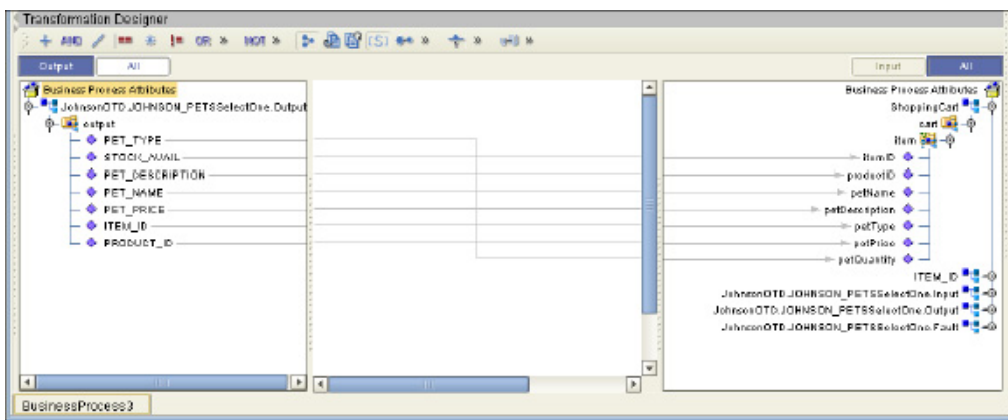 Transformation Designer
AND OR NOT (S)
Output All Input All
Business Process Attributes
JohnsonOTD.JOHNSON_PETSSelectOne.Output
output
PET_TYPE
STOCK_AVAIL
PET_DESCRIPTION
PET_NAME
PET_PRICE
ITEM_ID
PRODUCT_ID
Business Process Attributes
ShoppingCart
cart
item
itemID
productID
petName
petDescription
petType
petPrice
petQuantity
ITEM_ID
JohnsonOTD.JOHNSON_PETSSelectOne.Input
JohnsonOTD.JOHNSON_PETSSelectOne.Output
JohnsonOTD.JOHNSON_PETSSelectOne.Fault
BusinessProcess3